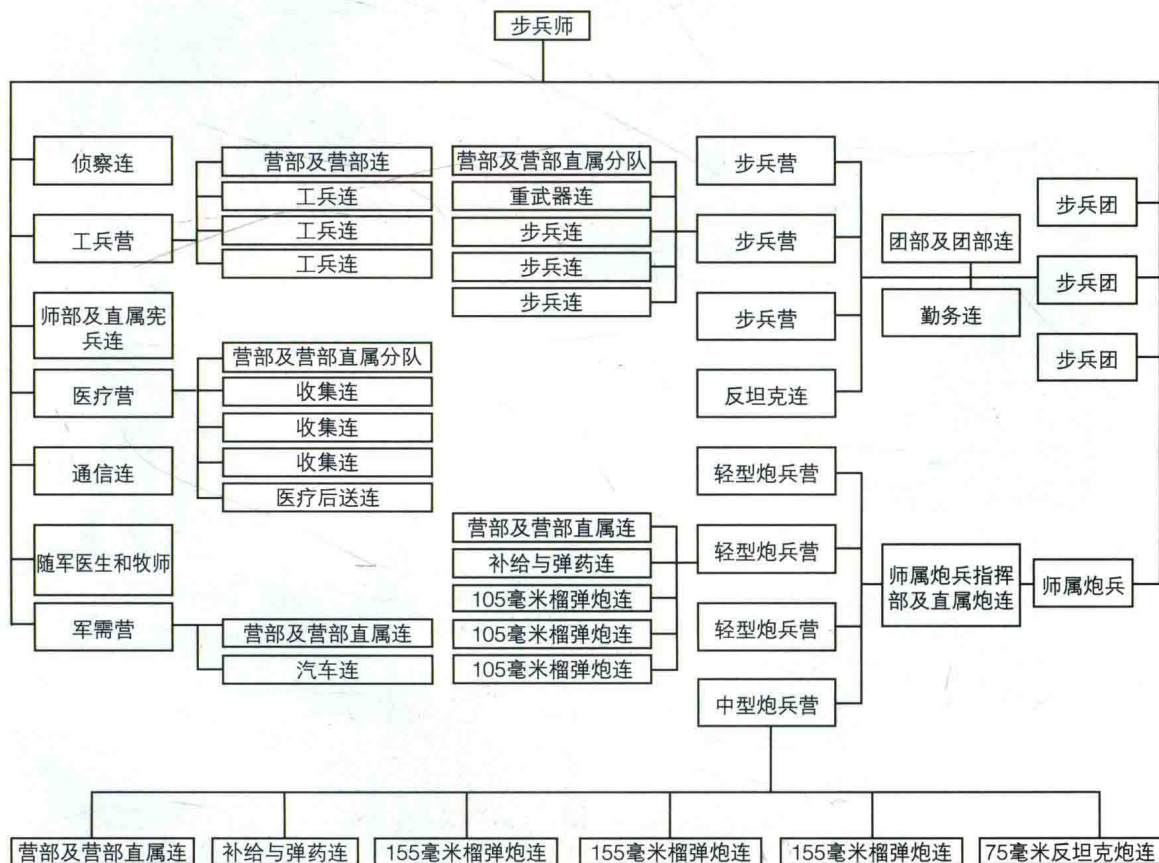 步兵师
侦察连
工兵营
师部及直属宪
兵连
医疗营
通信连
随军医生和牧师
军需营
营部及营部连
工兵连
工兵连
工兵连
营部及营部直属分队
收集连
收集连
收集连
医疗后送连
营部及营部直属连
汽车连
营部及营部直属分队
重武器连
步兵连
步兵连
步兵连
营部及营部直属连
补给与弹药连
105毫米榴弹炮连
105毫米榴弹炮连
105毫米榴弹炮连
步兵营
步兵营
步兵营
反坦克连
轻型炮兵营
轻型炮兵营
轻型炮兵营
中型炮兵营
团部及团部连
勤务连
师属炮兵指挥
部及直属炮连
步兵团
步兵团
步兵团
师属炮兵
营部及营部直属连
补给与弹药连
155毫米榴弹炮连
155毫米榴弹炮连
155毫米榴弹炮连
75毫米反坦克炮连